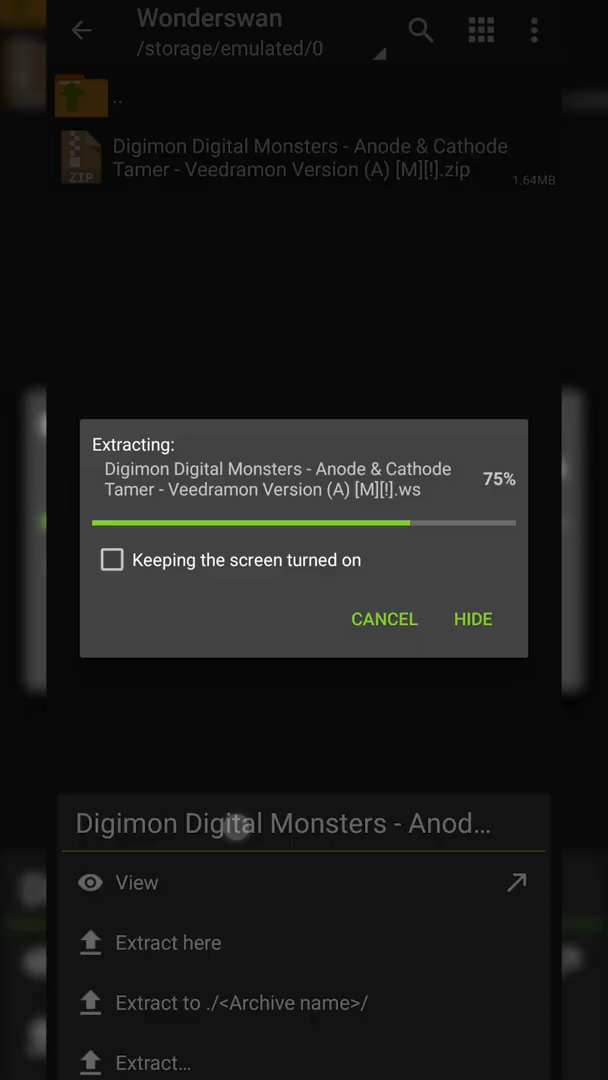 Wonderswan
/storage/emulated/0
..
Digimon Digital Monsters - Anode & Cathode
Tamer - Veedramon Version (A) [M][!].zip
1.64MB
ZIP
Extracting:
Digimon Digital Monsters - Anode & Cathode
Tamer - Veedramon Version (A) [M][!].ws
75%
Keeping the screen turned on
CANCEL HIDE
Digimon Digital Monsters - Anod...
View
Extract here
Extract to ./<Archive name>/
Extract...